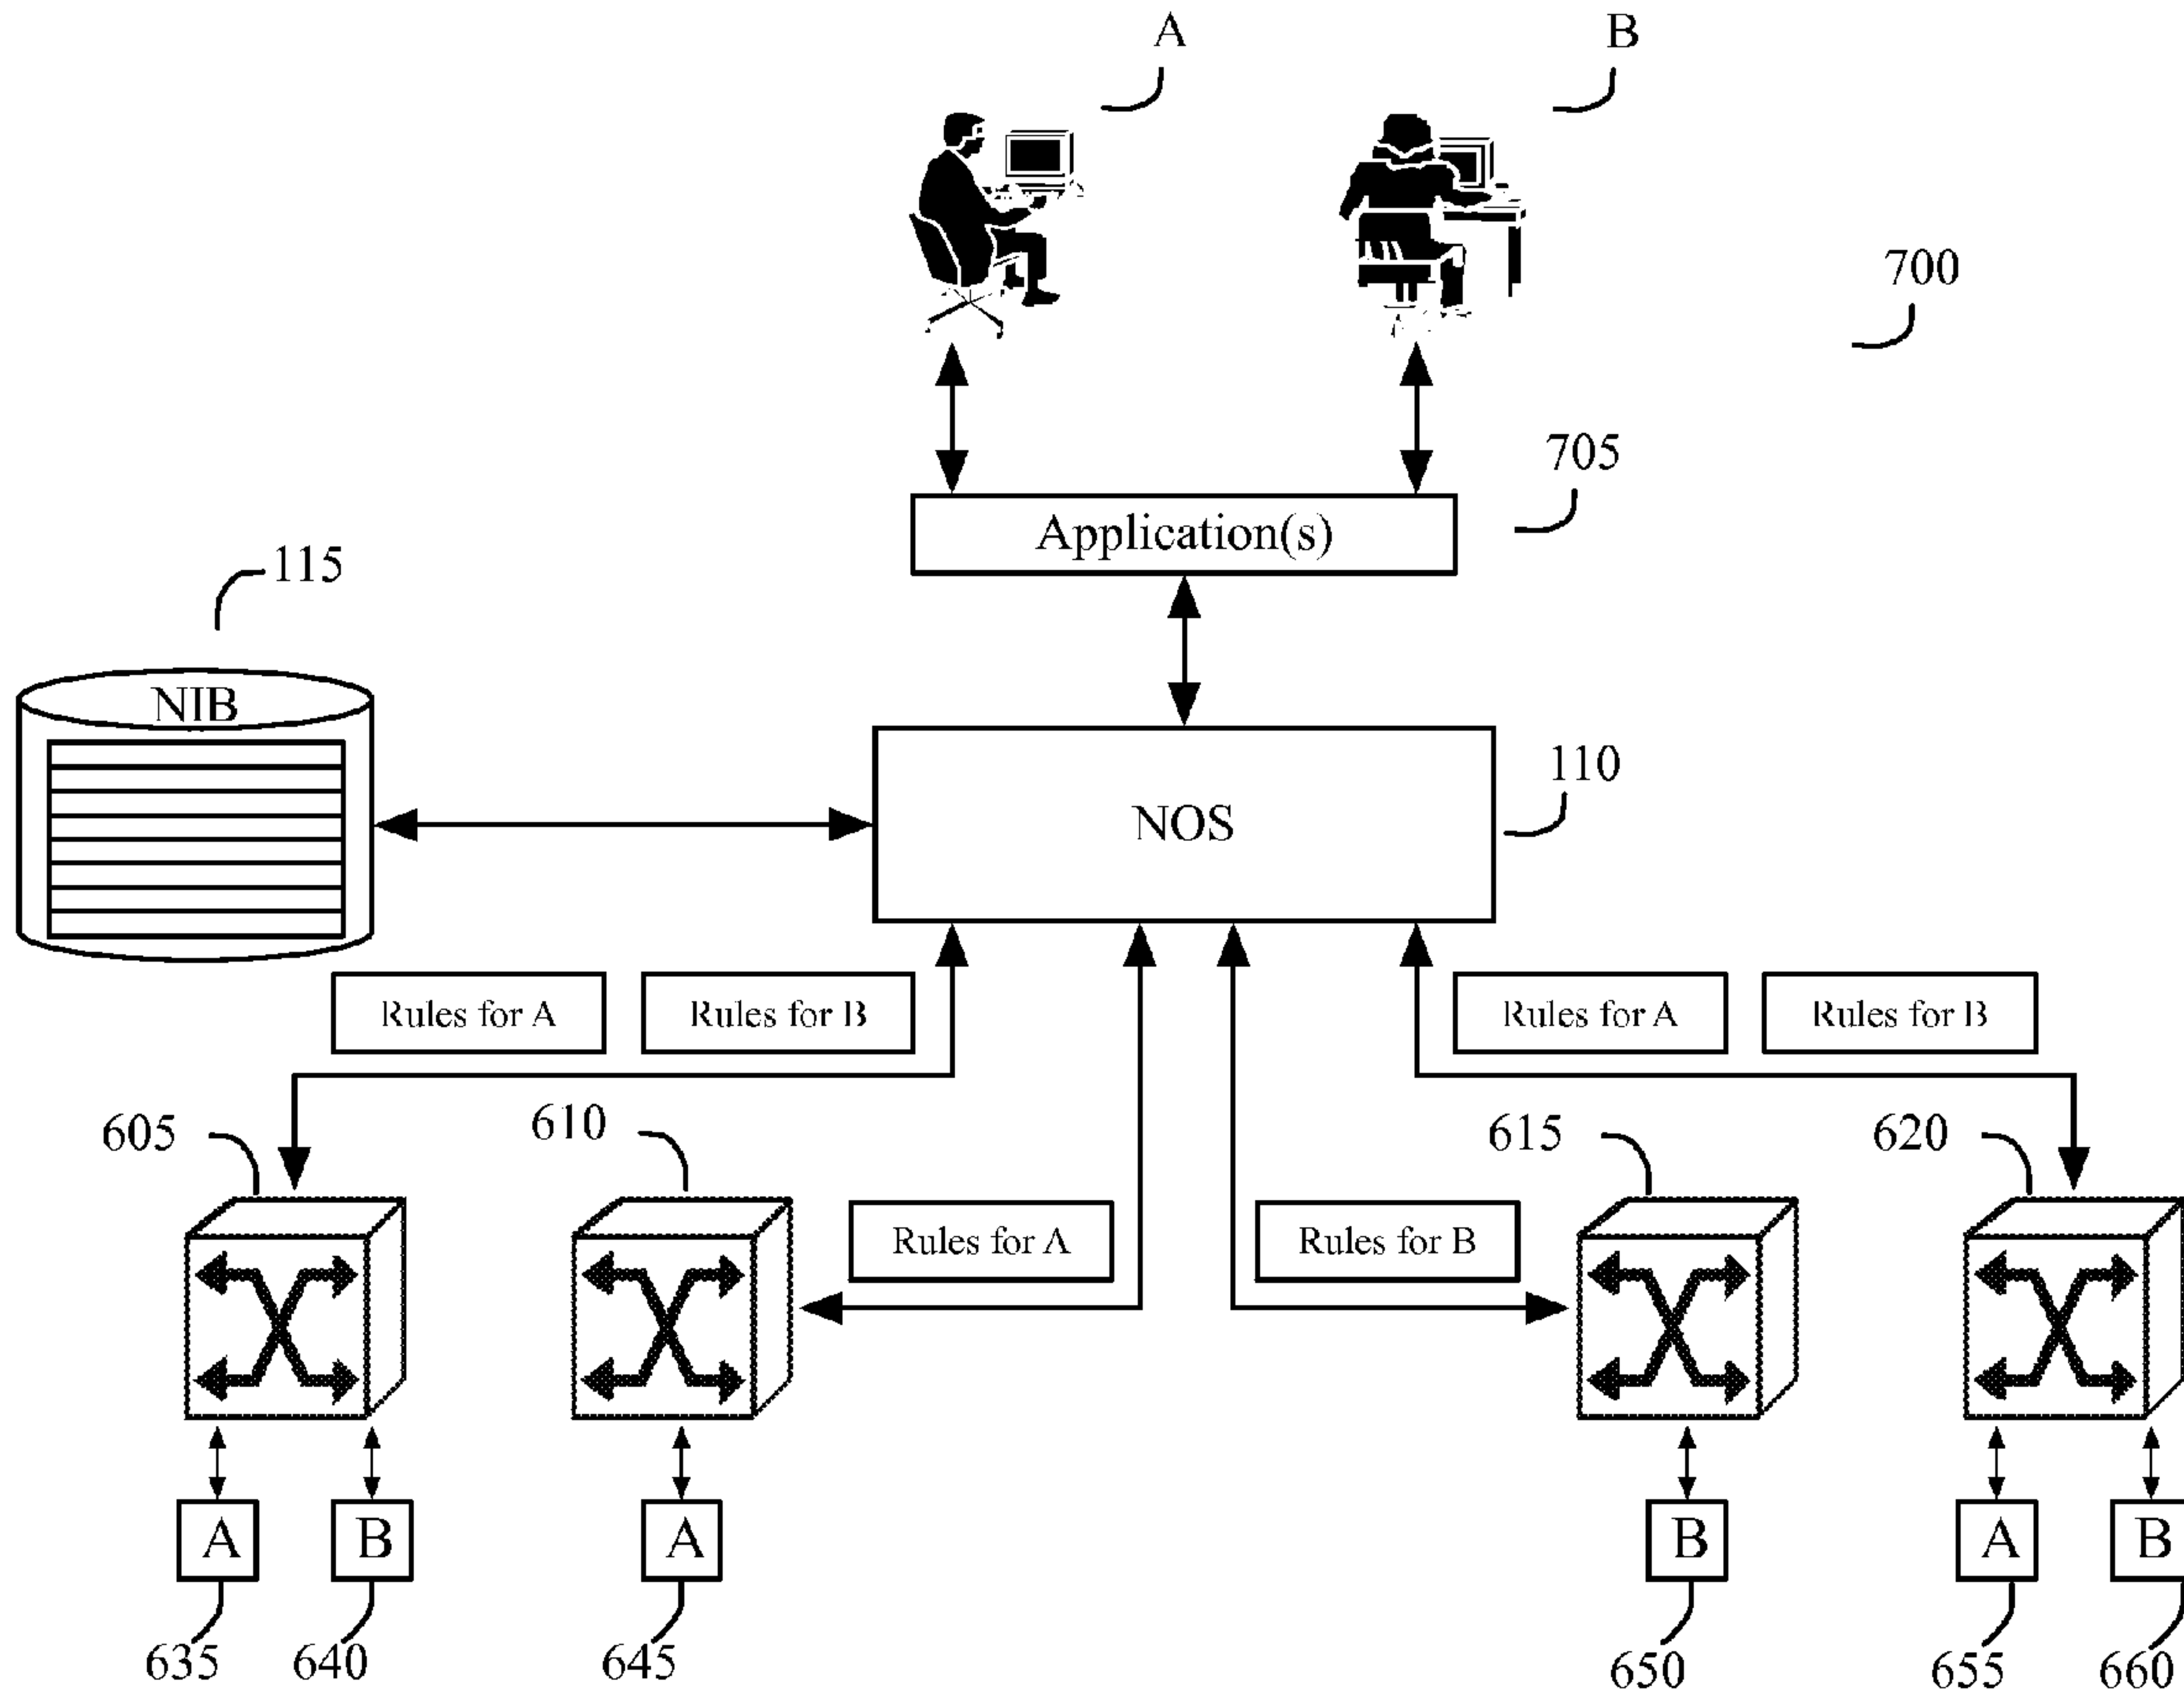 A
B
700
705
Application(s)
115
NIB
110
NOS
Rules for A
Rules for B
Rules for A
Rules for B
605
610
615
620
Rules for A
Rules for B
A
B
A
B
A
B
635
640
645
650
655
660